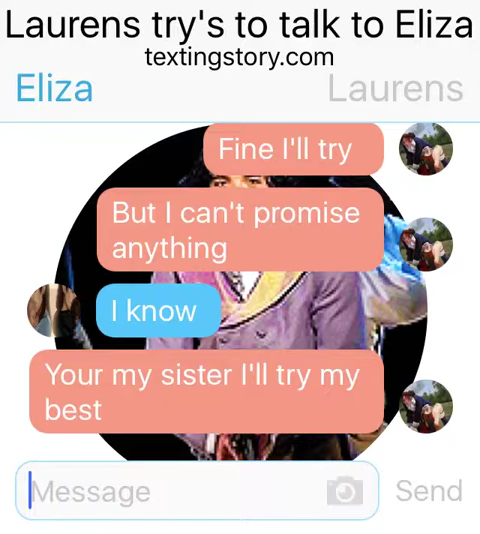 Laurens try's to talk to Eliza
textingstory.com
Eliza
Laurens
Fine I'll try
But I can't promise
anything
I know
Your my sister I'll try my
best
Message
Send